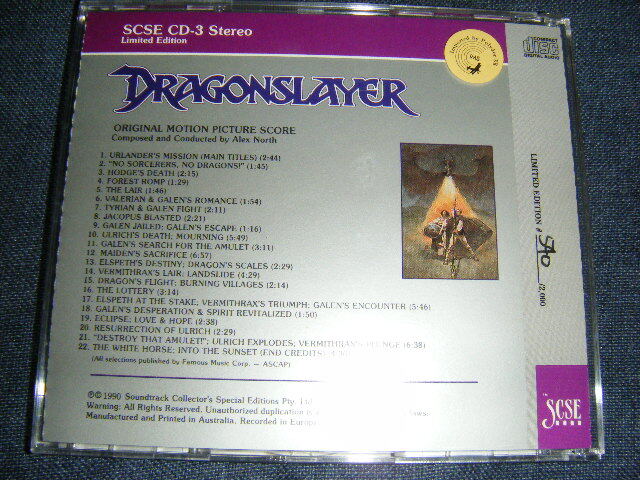 SCSE CD-3 Stereo
Limited Edition
COMPACT
disc
DIGITAL AUDIO
DRAGONSLAYER
ORIGINAL MOTION PICTURE SCORE
Composed and Conducted by Alex North
1. URLANDER'S MISSION (MAIN TITLES) (2:44)
2. "NO SORCERERS, NO DRAGONS!" (1:45)
3. HODGE'S DEATH (2:15)
4. FOREST ROMP (1:29)
5. THE LAIR (1:46)
6. VALERIAN & GALEN'S ROMANCE (1:54)
7. TYRIAN & GALEN FIGHT (2:11)
8. JACOPUS BLASTED (2:21)
9. GALEN JAILED; GALEN'S ESCAPE (1:16)
10. ULRICH'S DEATH; MOURNING (5:49)
11. GALEN'S SEARCH FOR THE AMULET (3:11)
12. MAIDEN'S SACRIFICE (6:57)
13. ELSPETH'S DESTINY; DRAGON'S SCALES (2:29)
14. VERMITHRAX'S LAIR; LANDSLIDE (4:29)
15. DRAGON'S FLIGHT; BURNING VILLAGES (2:14)
16. THE LOTTERY (3:14)
17. ELSPETH AT THE STAKE; VERMITHRAX'S TRIUMPH; GALEN'S ENCOUNTER (5:46)
18. GALEN'S DESPERATION & SPIRIT REVITALIZED (1:50)
19. ECLIPSE; LOVE & HOPE (2:38)
20. RESURRECTION OF ULRICH (2:29)
21. "DESTROY THAT AMULET!"; ULRICH EXPLODES; VERMITHRAX'S PLUNGE (6:38)
22. THE WHITE HORSE; INTO THE SUNSET (END CREDITS)
(All selections published by Famous Music Corp. — ASCAP)
℗© 1990 Soundtrack Collector's Special Editions Pty. Ltd.
Warning: All Rights Reserved. Unauthorized duplication is
Manufactured and Printed in Australia, Recorded in Europe
LIMITED EDITION # 540 /2,000
SCSE